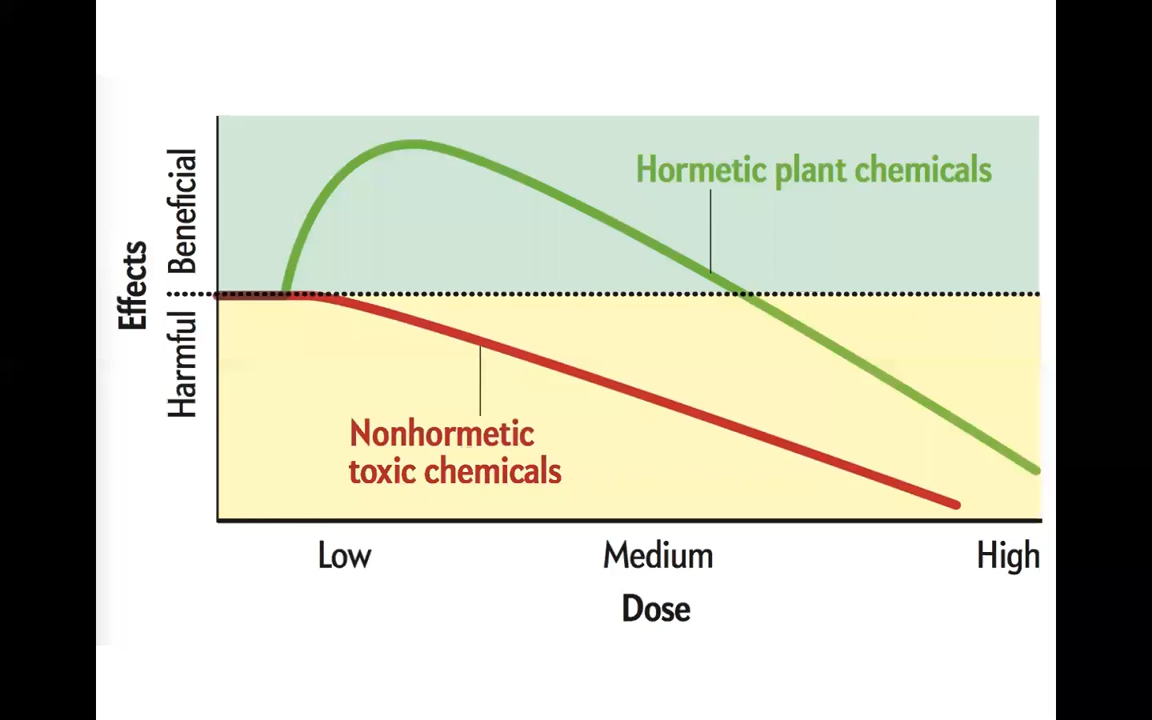 Hormetic plant chemicals
Beneficial
Effects
Harmful
Nonhormetic
toxic chemicals
Low Medium High
Dose